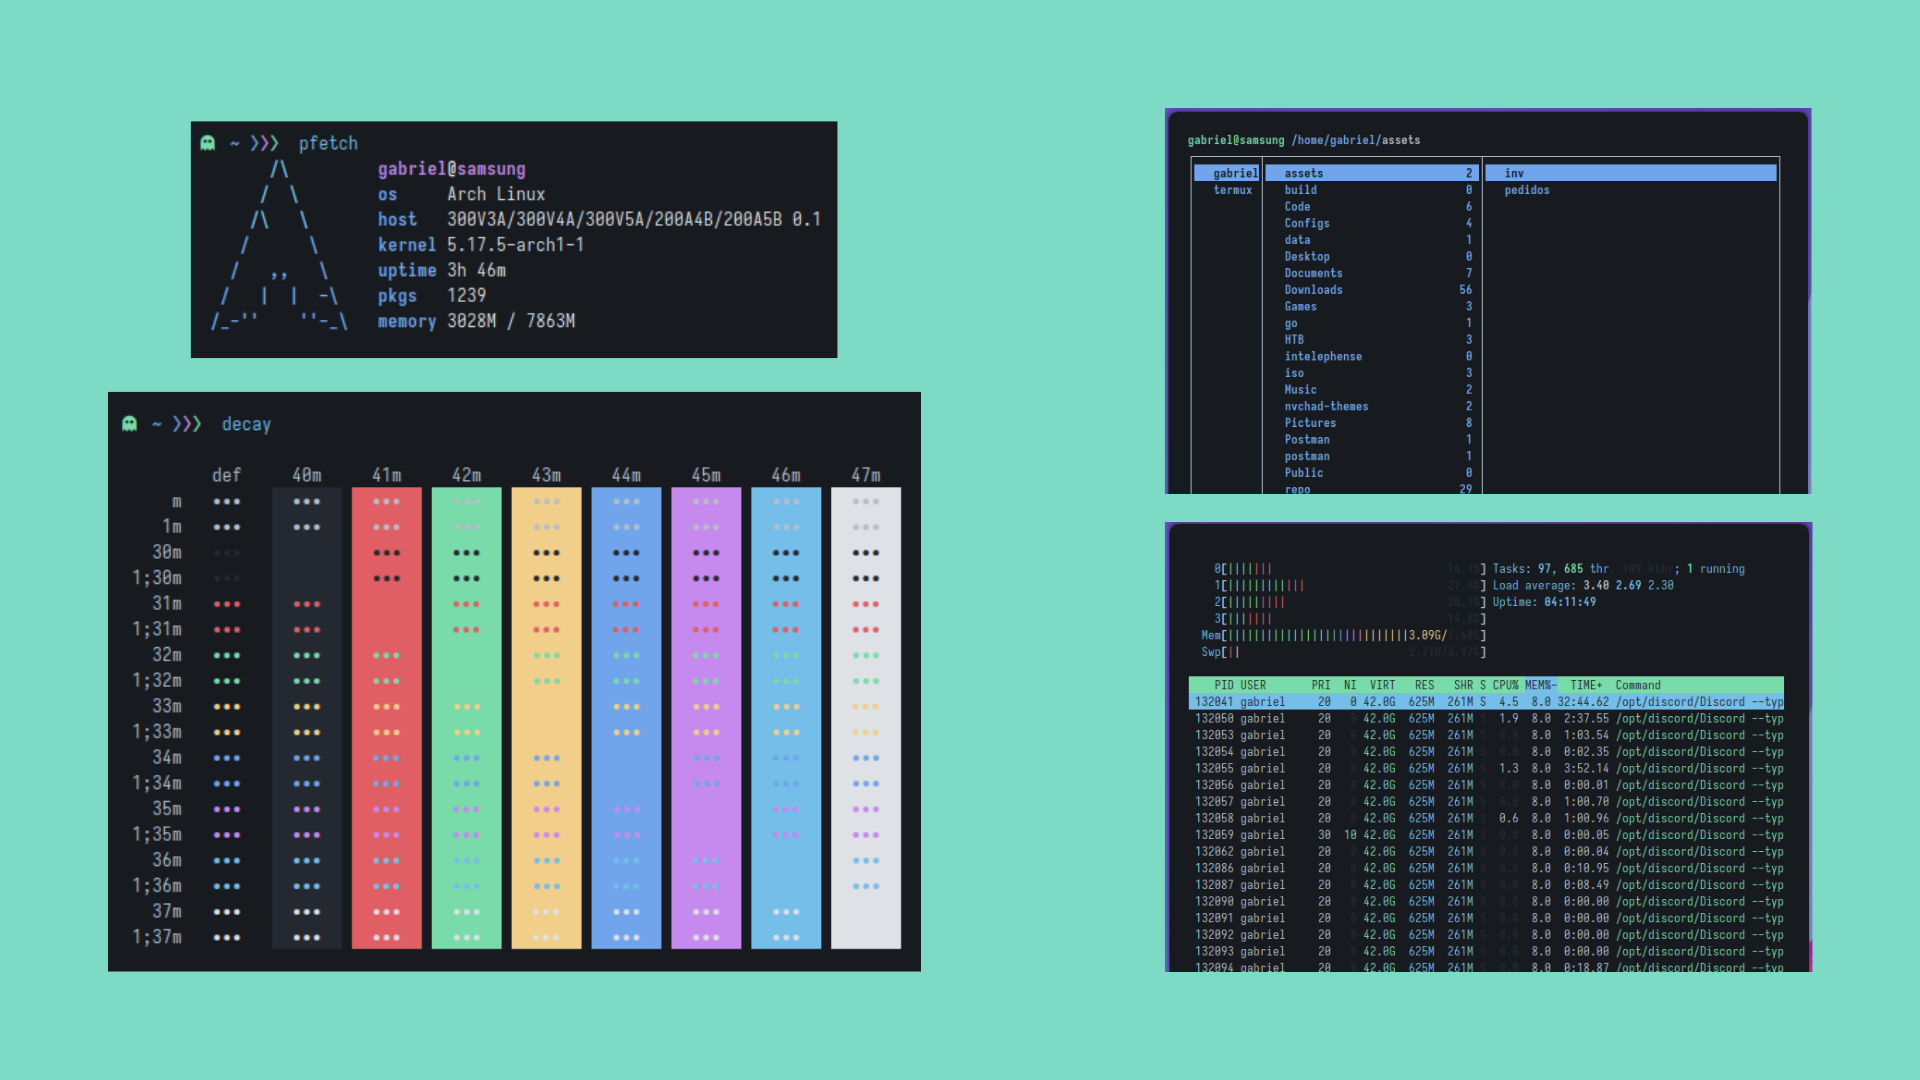 ~ ❯❯❯ pfetch
gabriel@samsung
os Arch Linux
host 300V3A/300V4A/300V5A/200A4B/200A5B 0.1
kernel 5.17.5-arch1-1
uptime 3h 46m
pkgs 1239
memory 3028M / 7863M
~ ❯❯❯ decay
def 40m 41m 42m 43m 44m 45m 46m 47m
m
1m
30m
1;30m
31m
1;31m
32m
1;32m
33m
1;33m
34m
1;34m
35m
1;35m
36m
1;36m
37m
1;37m
gabriel@samsung /home/gabriel/assets
gabriel assets 2 inv
termux build 0 pedidos
Code 6
Configs 4
data 1
Desktop 0
Documents 7
Downloads 56
Games 3
go 1
HTB 3
intelephense 0
iso 3
Music 2
nvchad-themes 2
Pictures 8
Postman 1
postman 1
Public 0
repo 29
0[||||||| 16.1%] Tasks: 97, 685 thr, 109 kthr; 1 running
1[|||||||||||| 27.6%] Load average: 3.40 2.69 2.30
2[||||||||| 20.1%] Uptime: 04:11:49
3[||||||| 14.8%]
Mem[||||||||||||||||||||||||||||3.09G/7.68G]
Swp[|| 2.71M/3.97G]
PID USER PRI NI VIRT RES SHR S CPU% MEM%- TIME+ Command
132041 gabriel 20 0 42.0G 625M 261M S 4.5 8.0 32:44.62 /opt/discord/Discord --typ
132050 gabriel 20 0 42.0G 625M 261M S 1.9 8.0 2:37.55 /opt/discord/Discord --typ
132053 gabriel 20 0 42.0G 625M 261M S 0.0 8.0 1:03.54 /opt/discord/Discord --typ
132054 gabriel 20 0 42.0G 625M 261M S 0.0 8.0 0:02.35 /opt/discord/Discord --typ
132055 gabriel 20 0 42.0G 625M 261M S 1.3 8.0 3:52.14 /opt/discord/Discord --typ
132056 gabriel 20 0 42.0G 625M 261M S 0.0 8.0 0:00.01 /opt/discord/Discord --typ
132057 gabriel 20 0 42.0G 625M 261M S 0.0 8.0 1:00.70 /opt/discord/Discord --typ
132058 gabriel 20 0 42.0G 625M 261M S 0.6 8.0 1:00.96 /opt/discord/Discord --typ
132059 gabriel 30 10 42.0G 625M 261M S 0.0 8.0 0:00.05 /opt/discord/Discord --typ
132062 gabriel 20 0 42.0G 625M 261M S 0.0 8.0 0:00.04 /opt/discord/Discord --typ
132086 gabriel 20 0 42.0G 625M 261M S 0.0 8.0 0:10.95 /opt/discord/Discord --typ
132087 gabriel 20 0 42.0G 625M 261M S 0.0 8.0 0:08.49 /opt/discord/Discord --typ
132090 gabriel 20 0 42.0G 625M 261M S 0.0 8.0 0:00.00 /opt/discord/Discord --typ
132091 gabriel 20 0 42.0G 625M 261M S 0.0 8.0 0:00.00 /opt/discord/Discord --typ
132092 gabriel 20 0 42.0G 625M 261M S 0.0 8.0 0:00.00 /opt/discord/Discord --typ
132093 gabriel 20 0 42.0G 625M 261M S 0.0 8.0 0:00.00 /opt/discord/Discord --typ
132094 gabriel 20 0 42.0G 625M 261M S 0.0 8.0 0:18.87 /opt/discord/Discord --typ